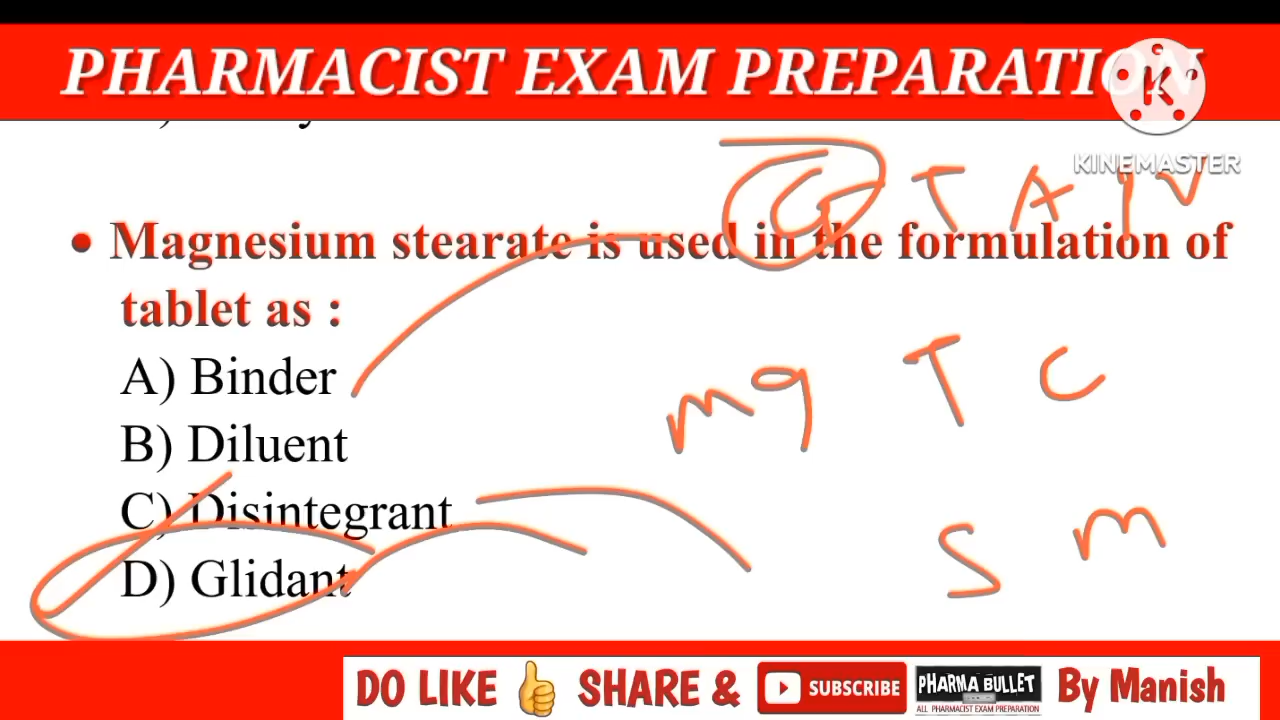 PHARMACIST EXAM PREPARATION
KINEMASTER
G T A P V
• Magnesium stearate is used in the formulation of
tablet as :
A) Binder
mg T C
B) Diluent
C) Disintegrant
S M
D) Glidant
DO LIKE SHARE & SUBSCRIBE PHARMA BULLET By Manish
ALL PHARMACIST EXAM PREPARATION